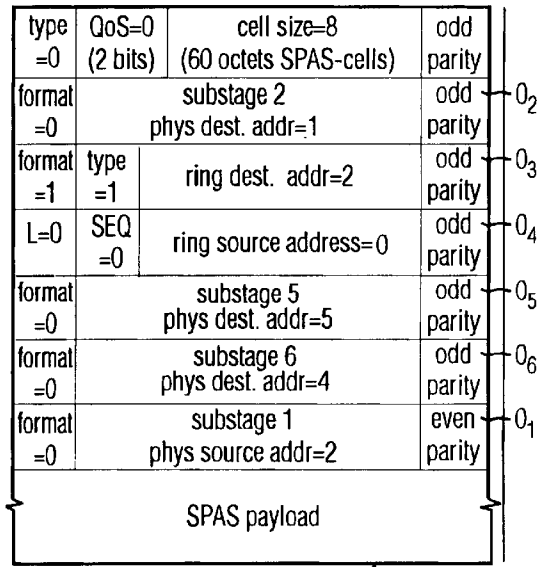 type QoS=0 cell size=8 odd
=0 (2 bits) (60 octets SPAS-cells) parity
format substage 2 odd O2
=0 phys dest. addr=1 parity
format type ring dest. addr=2 odd O3
=1 =1 parity
L=0 SEQ ring source address=0 odd O4
=0 parity
format substage 5 odd O5
=0 phys dest. addr=5 parity
format substage 6 odd O6
=0 phys dest. addr=4 parity
format substage 1 even O1
=0 phys source addr=2 parity
SPAS payload